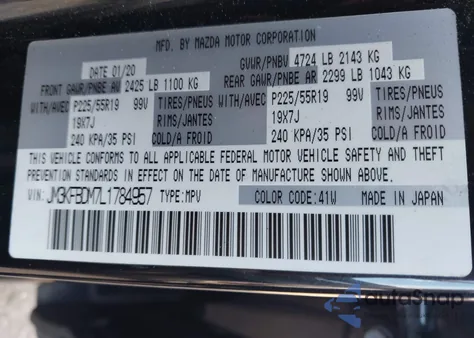 MFD. BY MAZDA MOTOR CORPORATION
DATE 01/20 GVWR/PNBV 4724 LB 2143 KG
FRONT GAWR/PNBE AV 2425 LB 1100 KG REAR GAWR/PNBE AR 2299 LB 1043 KG
WITH/AVEC P225/55R19 99V TIRES/PNEUS WITH/AVEC P225/55R19 99V TIRES/PNEUS
19X7J RIMS/JANTES 19X7J RIMS/JANTES
240 KPA/35 PSI COLD/A FROID 240 KPA/35 PSI COLD/A FROID
THIS VEHICLE CONFORMS TO ALL APPLICABLE FEDERAL MOTOR VEHICLE SAFETY AND THEFT
PREVENTION STANDARDS IN EFFECT ON THE DATE OF MANUFACTURE SHOWN ABOVE.
VIN: JM3KFBDM7L1784957 TYPE:MPV COLOR CODE:41W MADE IN JAPAN
AutoSnap